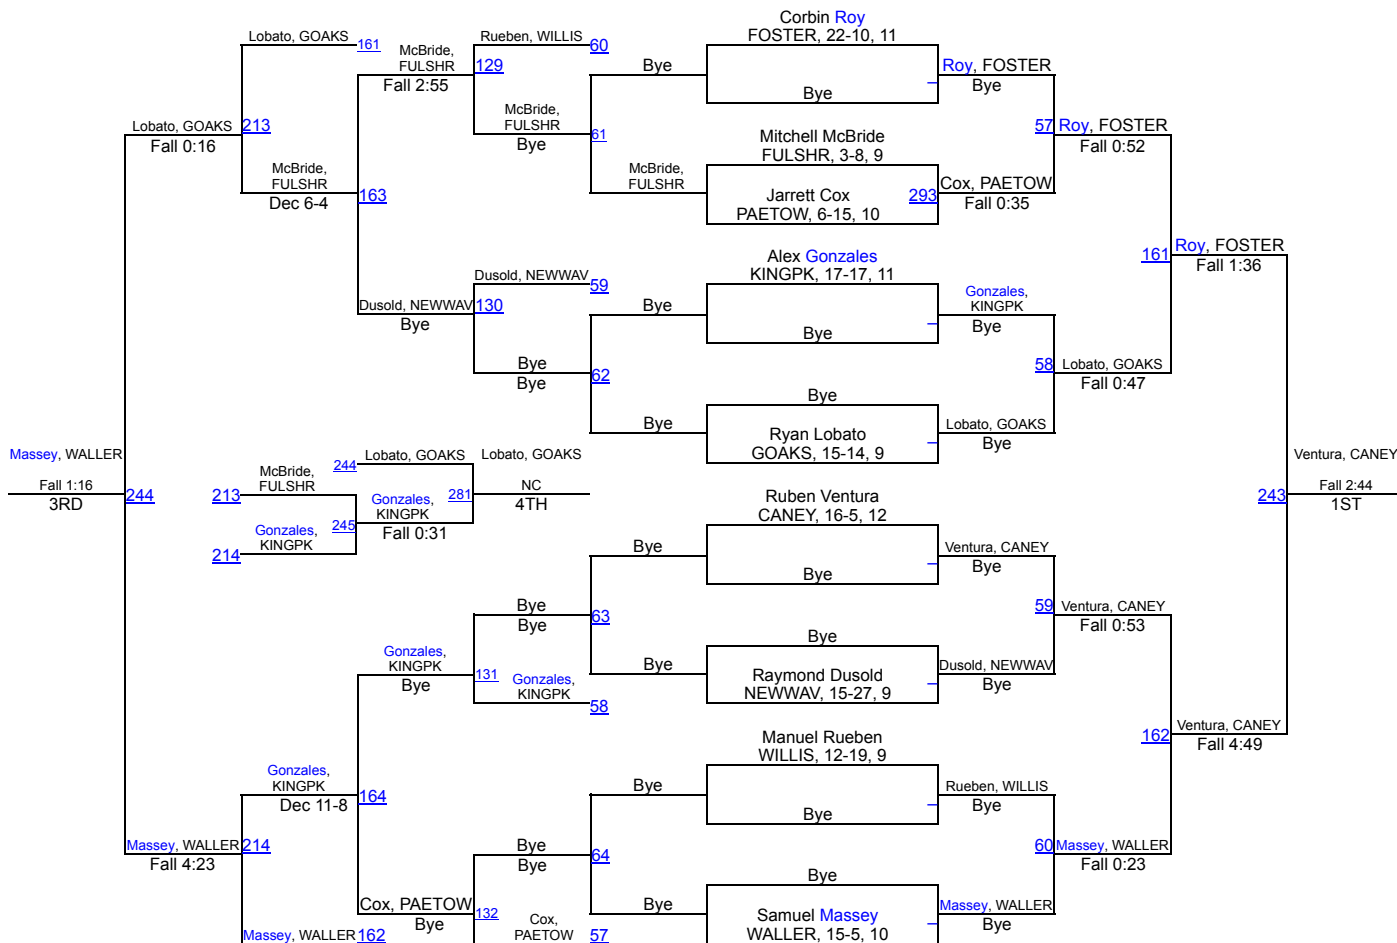 Corbin Roy
Lobato, GOAKS 161
Rueben, WILLIS 60
FOSTER, 22-10, 11
McBride,
FULSHR 129
Bye
Roy, FOSTER
Fall 2:55
Bye
Bye
McBride,
FULSHR 61
Bye
Lobato, GOAKS 213
Mitchell McBride
57 Roy, FOSTER
Fall 0:16
FULSHR, 3-8, 9
Fall 0:52
McBride,
FULSHR
McBride,
FULSHR
Cox, PAETOW
Dec 6-4
163
Jarrett Cox 293
Fall 0:35
PAETOW, 6-15, 10
161 Roy, FOSTER
Alex Gonzales
Fall 1:36
KINGPK, 17-17, 11
Dusold, NEWWAV 59
Gonzales,
KINGPK
Dusold, NEWWAV 130
Bye
Bye
Bye
Bye
Bye
Bye
62
58 Lobato, GOAKS
Fall 0:47
Bye
Bye
Ryan Lobato
Lobato, GOAKS
GOAKS, 15-14, 9
Bye
Massey, WALLER
244 Lobato, GOAKS
Lobato, GOAKS
Ventura, CANEY
Fall 1:16
3RD
244
213
McBride,
FULSHR
281
NC
4TH
Ruben Ventura
243
Fall 2:44
1ST
245
Gonzales,
KINGPK
CANEY, 16-5, 12
214
Gonzales,
KINGPK
Fall 0:31
Bye
Bye
Ventura, CANEY
Bye
Bye
Bye
63
59 Ventura, CANEY
Fall 0:53
Gonzales,
KINGPK 131
Bye
Gonzales,
KINGPK 58
Bye
Bye
Raymond Dusold
Dusold, NEWWAV
NEWWAV, 15-27, 9
Bye
162 Ventura, CANEY
Manuel Rueben
Fall 4:49
WILLIS, 12-19, 9
Gonzales,
KINGPK
Dec 11-8
164
Bye
Bye
Rueben, WILLIS
Bye
Massey, WALLER 214
Fall 4:23
Bye
Bye
64
60 Massey, WALLER
Fall 0:23
Bye
Cox, PAETOW
Bye
132
Cox,
PAETOW 57
Bye
Samuel Massey
Massey, WALLER
Bye
WALLER, 15-5, 10
Massey, WALLER 162